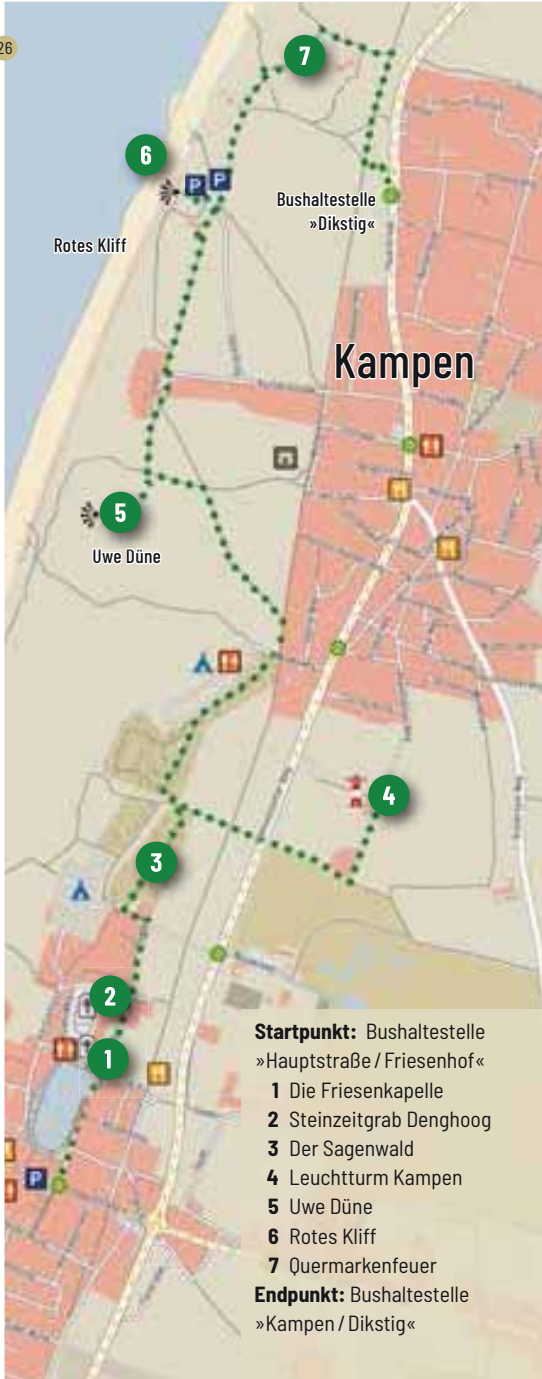 26
7
6
P P
Bushaltestelle
»Dikstig«
Rotes Kliff
Kampen
5
Uwe Düne
4
3
2
1
P
Startpunkt: Bushaltestelle
»Hauptstraße / Friesenhof«
1 Die Friesenkapelle
2 Steinzeitgrab Denghoog
3 Der Sagenwald
4 Leuchtturm Kampen
5 Uwe Düne
6 Rotes Kliff
7 Quermarkenfeuer
Endpunkt: Bushaltestelle
»Kampen / Dikstig«